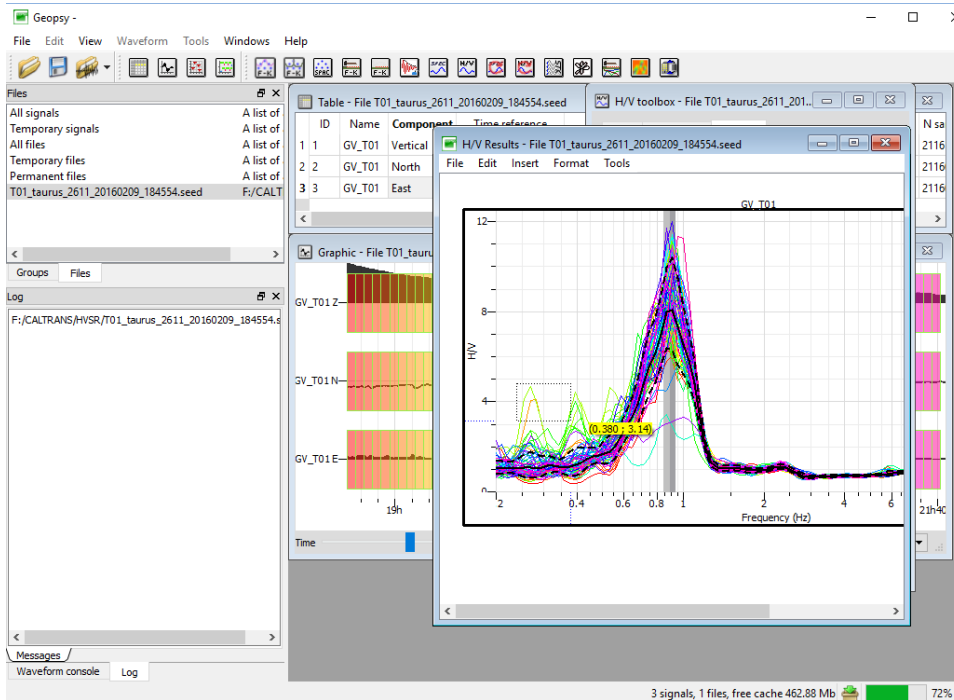 Geopsy -
File Edit View Waveform Tools Windows Help
F-K F-K SPAC F-K F-K SPEC H/V SPEC H/V
Files
All signals A list of
Temporary signals A list of
All files A list of
Temporary files A list of
Permanent files A list of
T01_taurus_2611_20160209_184554.seed F:/CALT
Groups Files
Log
F:/CALTRANS/HVSR/T01_taurus_2611_20160209_184554.s
Messages
Waveform console Log
Table - File T01_taurus_2611_20160209_184554.seed
ID Name Component Time reference
1 1 GV_T01 Vertical
2 2 GV_T01 North
3 3 GV_T01 East
H/V toolbox - File T01_taurus_2611_201...
N sa
2116
2116
2116
Graphic - File T01_tauru
GV_T01 Z
GV_T01 N
GV_T01 E
19h
21h40
Time
H/V Results - File T01_taurus_2611_20160209_184554.seed
File Edit Insert Format Tools
GV_T01
12
8
4
0
H/V
(0.380 ; 3.14)
2 0.4 0.6 0.8 1 2 4 6
Frequency (Hz)
3 signals, 1 files, free cache 462.88 Mb 72%